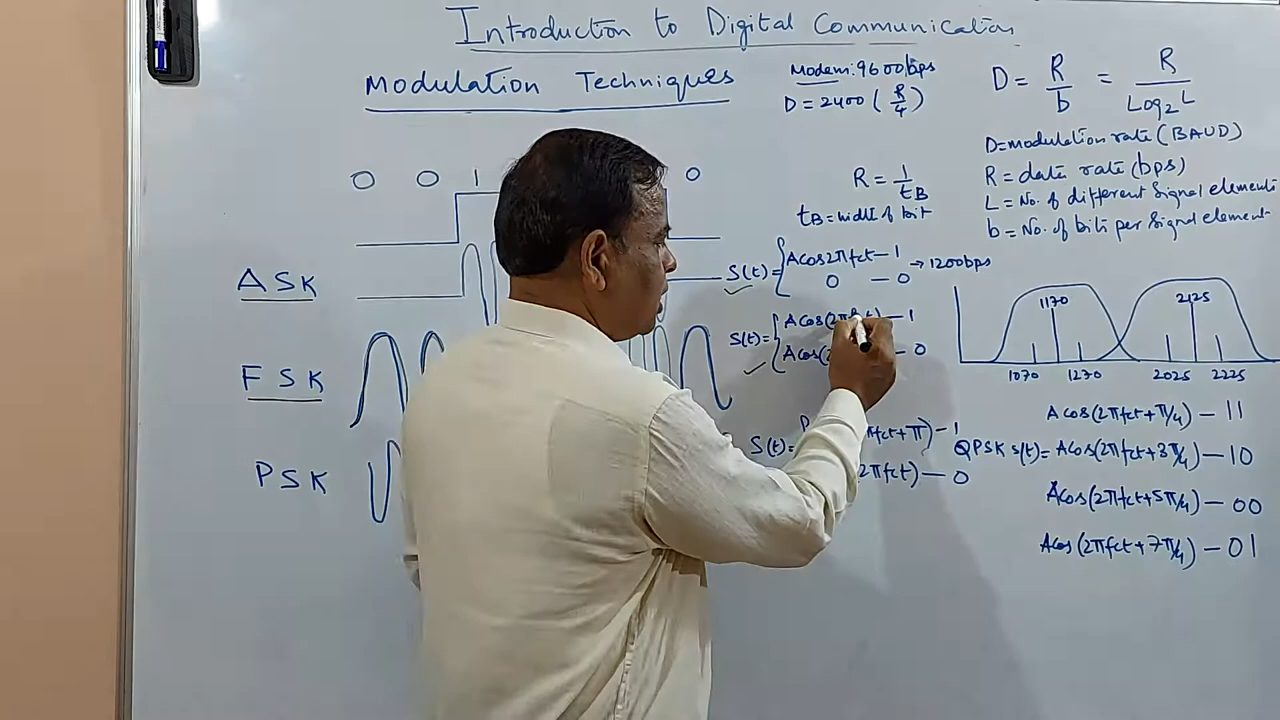 Introduction to Digital Communication
Modulation Techniques
Modem: 9600bps
D = 2400 (R/4)
D = R/b = R/Log₂L
D=modulation rate (BAUD)
R = data rate (bps)
L = No. of different Signal elements
b = No. of bits per Signal element
R = 1/tB
tB = width of bit
0 0 1 0
ASK
S(t) = { Acos2πfct – 1
0 – 0
→ 1200bps
FSK
S(t) = { Acos(2π t) – 1
Acos(2 – 0
1170 2125
1070 1270 2025 2225
PSK
S(t)= πfct+π) – 1
2πfct) – 0
Acos(2πfct+π/4) – 11
QPSK s(t)= Acos(2πfct+3π/4) – 10
Acos(2πfct+5π/4) – 00
Acos(2πfct+7π/4) – 01